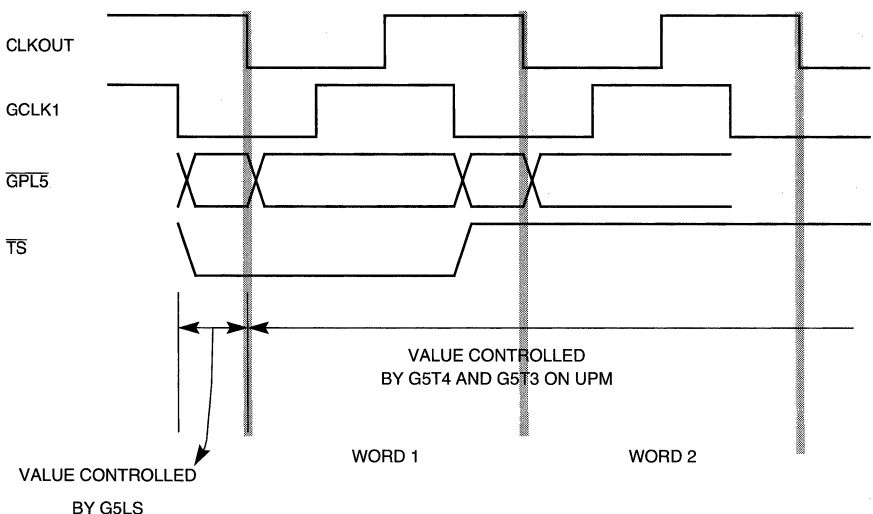 CLKOUT
GCLK1
GPL5
TS
VALUE CONTROLLED
BY G5T4 AND G5T3 ON UPM
WORD 1
WORD 2
VALUE CONTROLLED
BY G5LS